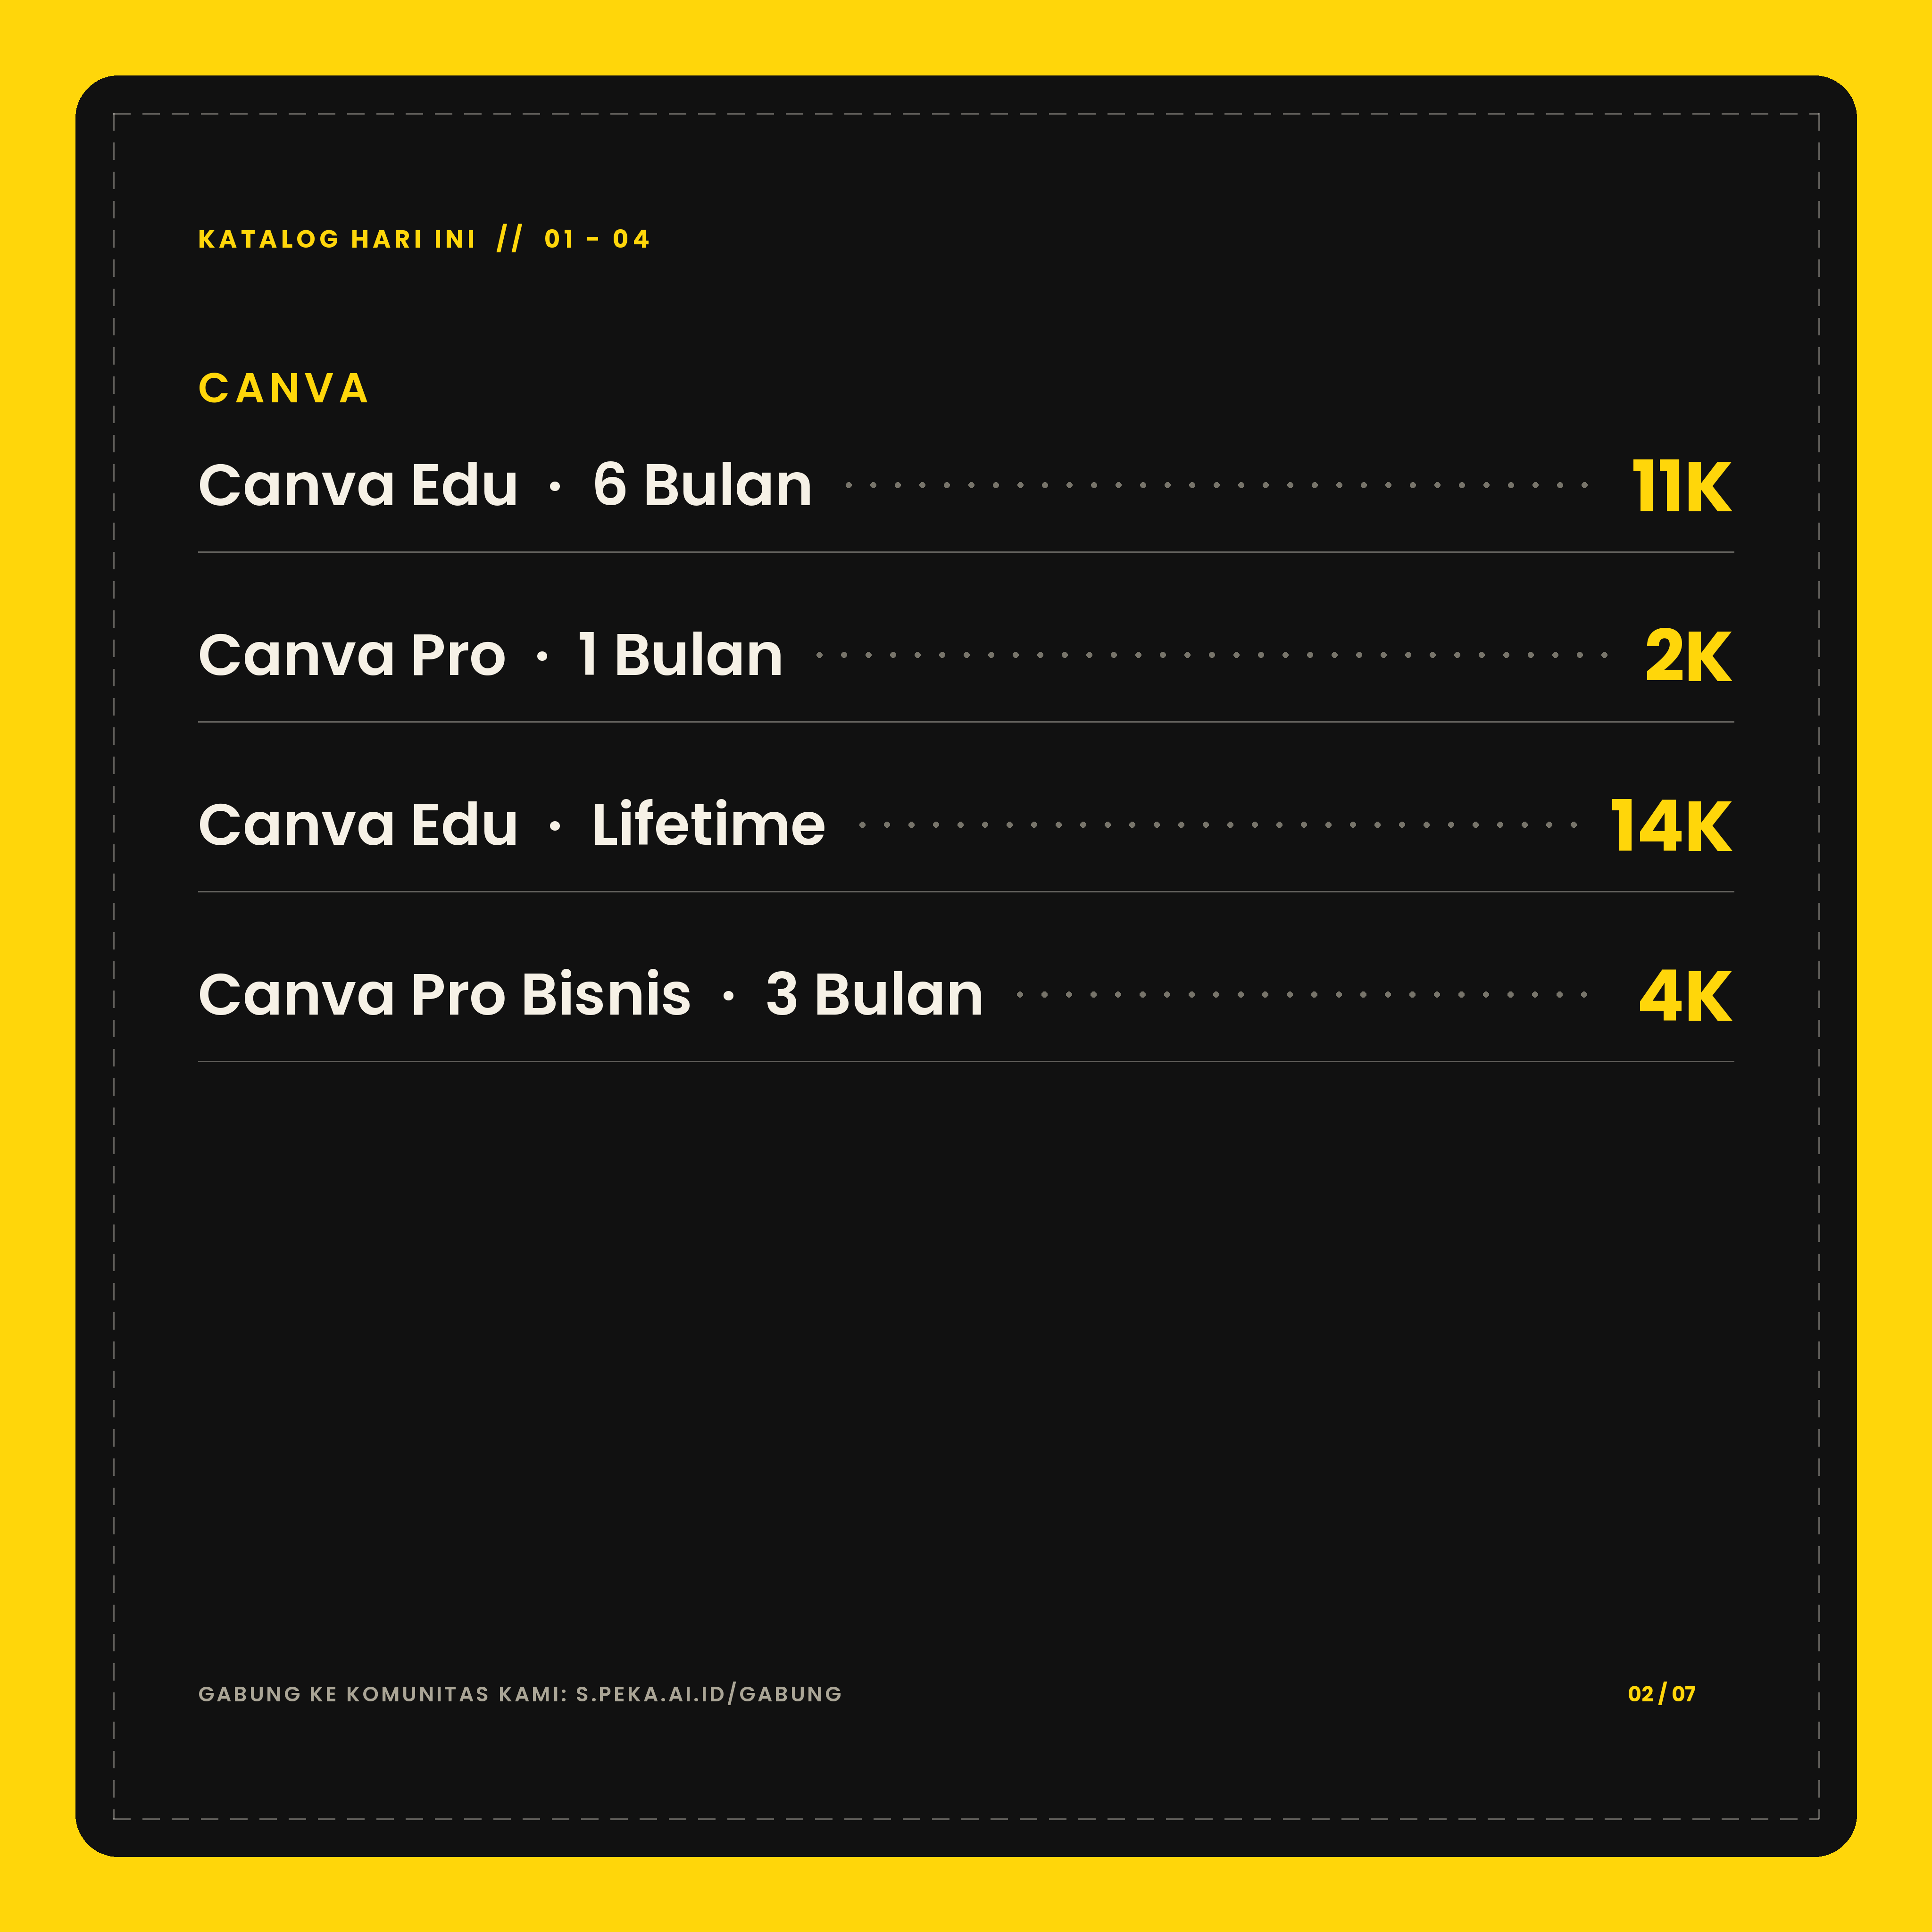 KATALOG HARI INI // 01 - 04
CANVA
Canva Edu · 6 Bulan 11K
Canva Pro · 1 Bulan 2K
Canva Edu · Lifetime 14K
Canva Pro Bisnis · 3 Bulan 4K
GABUNG KE KOMUNITAS KAMI: S.PEKA.AI.ID/GABUNG 02 / 07